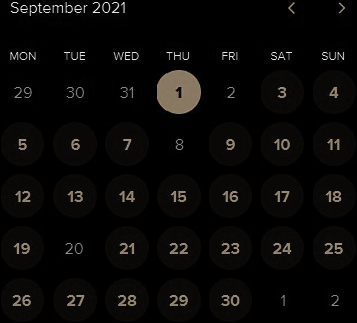 September 2021
MON TUE WED THU FRI SAT SUN
29 30 31 1 2 3 4
5 6 7 8 9 10 11
12 13 14 15 16 17 18
19 20 21 22 23 24 25
26 27 28 29 30 1 2